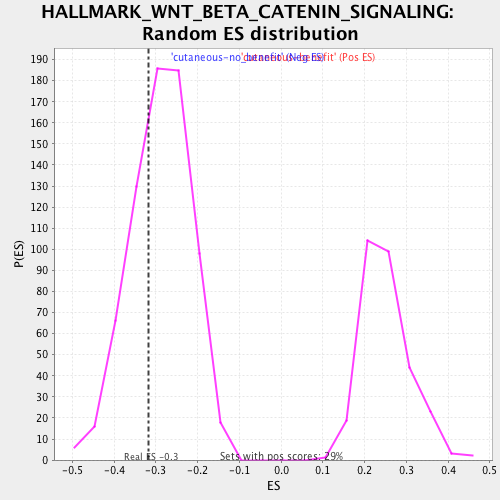 HALLMARK_WNT_BETA_CATENIN_SIGNALING:
Random ES distribution
'cutaneous-no_benefit' (Neg ES) 'cutaneous-benefit' (Pos ES)
190
180
170
160
150
140
130
120
110
100
90
80
70
60
50
40
30
20
10
0
P(ES)
Real ES -0.3 Sets with pos scores: 29%
-0.5 -0.4 -0.3 -0.2 -0.1 0.0 0.1 0.2 0.3 0.4 0.5
ES